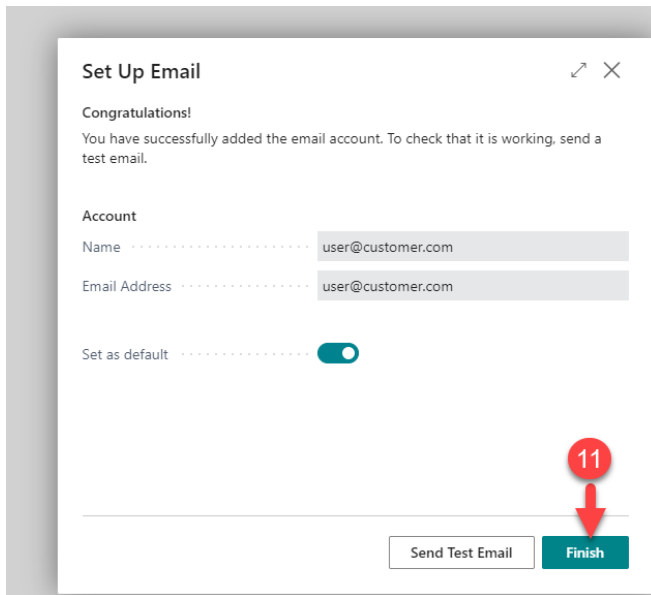 Set Up Email
Congratulations!
You have successfully added the email account. To check that it is working, send a
test email.
Account
Name user@customer.com
Email Address user@customer.com
Set as default
11
Send Test Email Finish